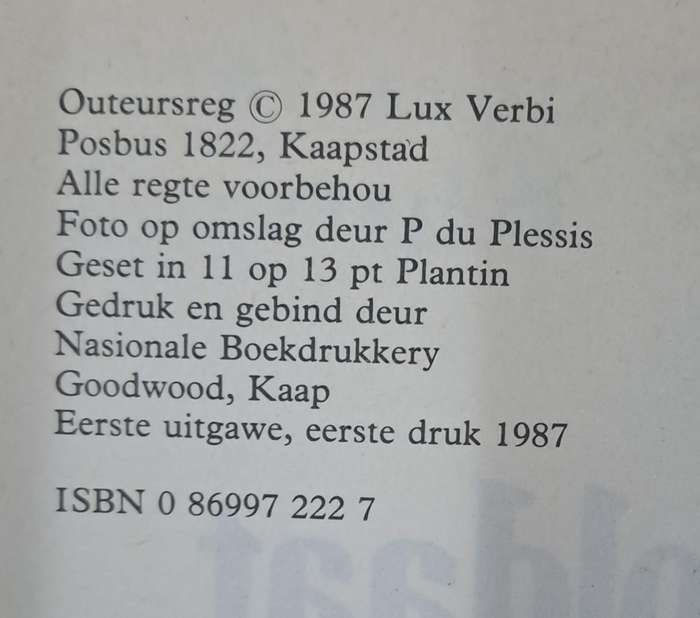 Outeursreg © 1987 Lux Verbi
Posbus 1822, Kaapstad
Alle regte voorbehou
Foto op omslag deur P du Plessis
Geset in 11 op 13 pt Plantin
Gedruk en gebind deur
Nasionale Boekdrukkery
Goodwood, Kaap
Eerste uitgawe, eerste druk 1987
ISBN 0 86997 222 7